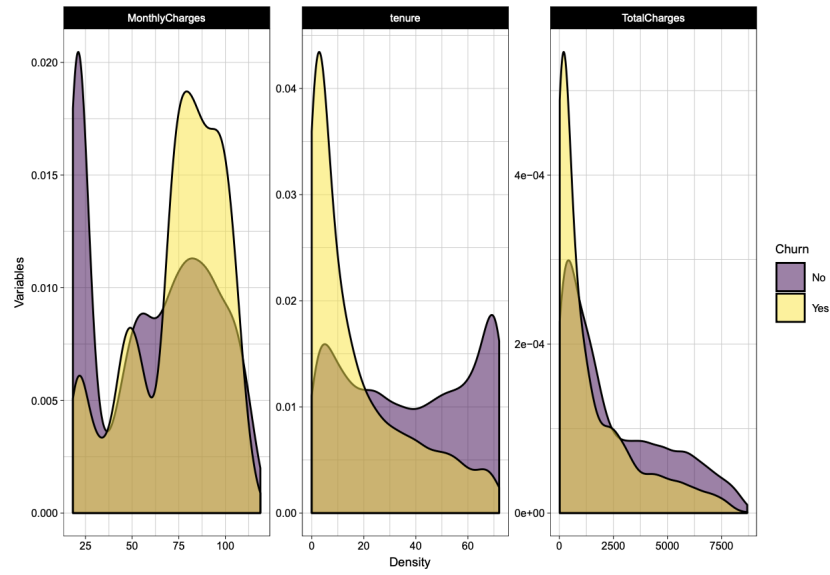 MonthlyCharges
tenure
TotalCharges
Variables
0.020
0.015
0.010
0.005
0.000
0.04
0.03
0.02
0.01
0.00
4e-04
2e-04
0e+00
25 50 75 100
0 20 40 60
0 2500 5000 7500
Density
Churn
No
Yes